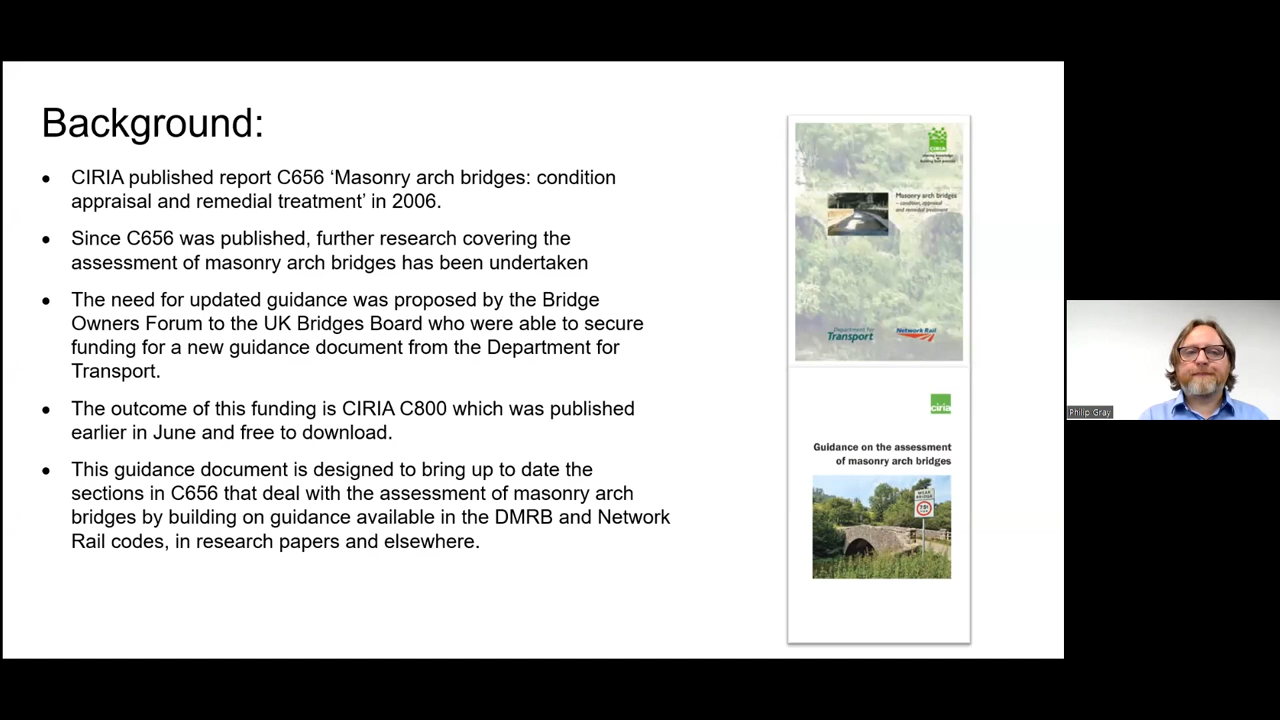 Background:
• CIRIA published report C656 ‘Masonry arch bridges: condition
appraisal and remedial treatment’ in 2006.
• Since C656 was published, further research covering the
assessment of masonry arch bridges has been undertaken
• The need for updated guidance was proposed by the Bridge
Owners Forum to the UK Bridges Board who were able to secure
funding for a new guidance document from the Department for
Transport.
• The outcome of this funding is CIRIA C800 which was published
earlier in June and free to download.
• This guidance document is designed to bring up to date the
sections in C656 that deal with the assessment of masonry arch
bridges by building on guidance available in the DMRB and Network
Rail codes, in research papers and elsewhere.
CIRIA
Masonry arch bridges
– condition, appraisal
and remedial treatment
Department for
Transport
Network Rail
ciria
Guidance on the assessment
of masonry arch bridges
WEAK
BRIDGE
Philip Gray